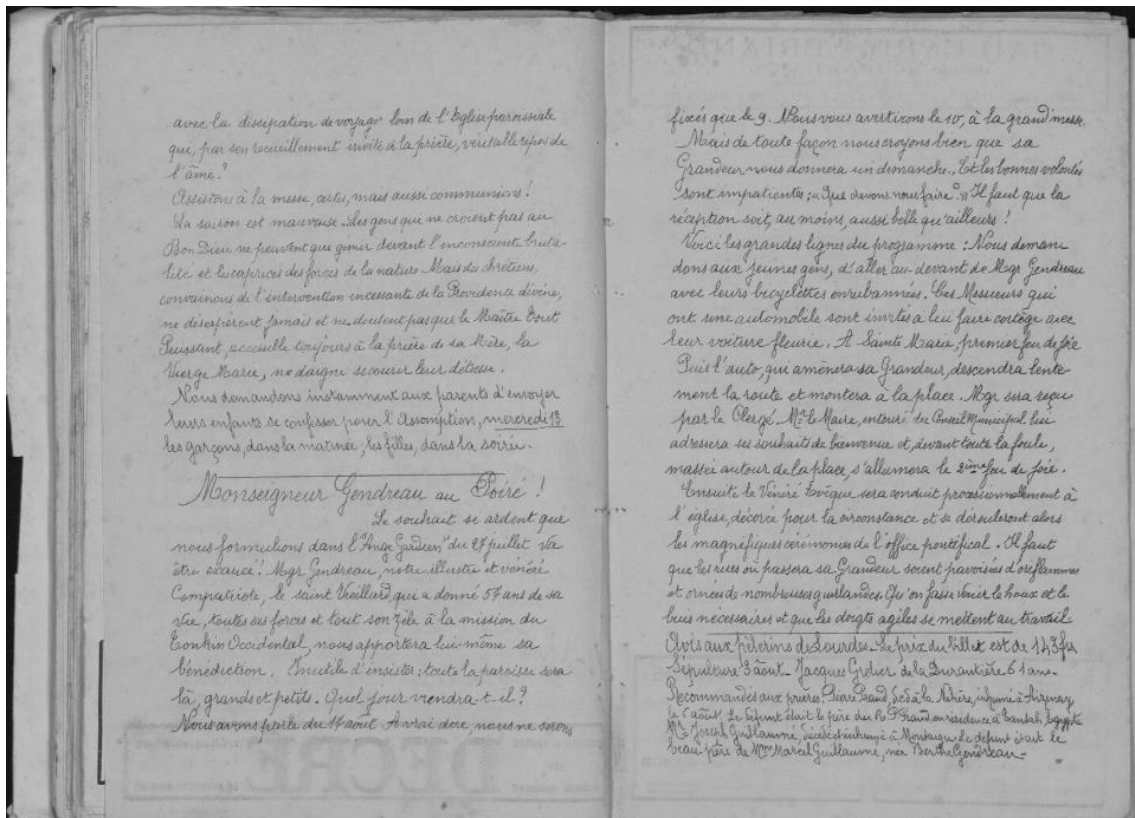 avec la dissipation de voyage loin de l'Eglise paroissiale
qui, par son recueillement invite à la prière, véritable repos de
l'âme?
Assistons à la messe, certes, mais aussi communions!
La saison est mauvaise. Les gens que ne croient pas au
Bon Dieu ne peuvent que gémir devant l'inconsciente bruta-
lité et les caprices des forces de la nature. Mais des chrétiens,
convaincus de l'intervention incessante de la Providence divine,
ne désespèrent jamais et ne doutent pas que le Maître Tout
Puissant, accessible toujours à la prière de sa Mère, la
Vierge Marie, ne daigne secourir leur détresse.
Nous demandons instamment aux parents d'envoyer
leurs enfants se confesser pour l'Assomption, mercredi 13
les garçons, dans la matinée; les filles, dans la soirée.
Monseigneur Gendreau au Poiré!
Le souhait si ardent que
nous formulions dans l'"Ange Gardien" du 27 juillet va
être exaucé! Mgr Gendreau, notre illustre et vénéré
Compatriote, le saint Vieillard, qui a donné 57 ans de sa
vie, toutes ses forces et tout son zèle à la mission du
Tonkin Occidental, nous apportera lui-même sa
bénédiction. Inutile d'insister: toute la paroisse sera
là, grands et petits. Quel jour viendra-t-il?
Nous avons parlé du 17 août. A vrai dire, nous ne serons
fixés que le 9. Nous vous avertirons le 10, à la grand'messe.
Mais de toute façon nous croyons bien que sa
Grandeur nous donnera un dimanche. Et les bonnes volontés
sont impatientes: "Que devons nous faire?" Il faut que la
réception soit, au moins, aussi belle qu'ailleurs!
Voici les grandes lignes du programme: Nous deman
dons aux jeunes gens, d'aller au-devant de Mgr Gendreau
avec leurs bicyclettes enrubannées. Ces Messieurs qui
ont une automobile sont invités à lui faire cortège avec
leur voiture fleurie. A Sainte Marie, premier feu de joie
Puis l'auto, qui amènera sa Grandeur, descendra lente-
ment la route et montera à la place. Mgr sera reçu
par le Clergé. Mr le Maire, entouré du Conseil Municipal lui
adressera ses souhaits de bienvenue et, devant toute la foule,
massée autour de la place, s'allumera le 2ème feu de joie.
Ensuite le Vénéré Evêque sera conduit processionnellement à
l'église, décorée pour la circonstance et se dérouleront alors
les magnifiques cérémonies de l'office pontifical. Il faut
que les rues où passera sa Grandeur soient pavoisées d'oriflammes
et ornées de nombreuses guirlandes. Qu'on fasse venir le houx et le
buis nécessaires et que les doigts agiles se mettent au travail
Avis aux pèlerins de Lourdes - Le prix du billet est de 143 frs
Sépulture 3 août - Jacques de la Durantière 61 ans -
Recommandés aux prières: Pierre décédé à la inhumé à Aizenay
le 6 août. Le défunt était le père du R. P. en résidence à Tantah, Egypte
Mr Joseph Guillaumé, décédé et inhumé à Montaigu. Le défunt était le
beau père de Mme Marcel Guillaumé, née Berthe Gendreau -